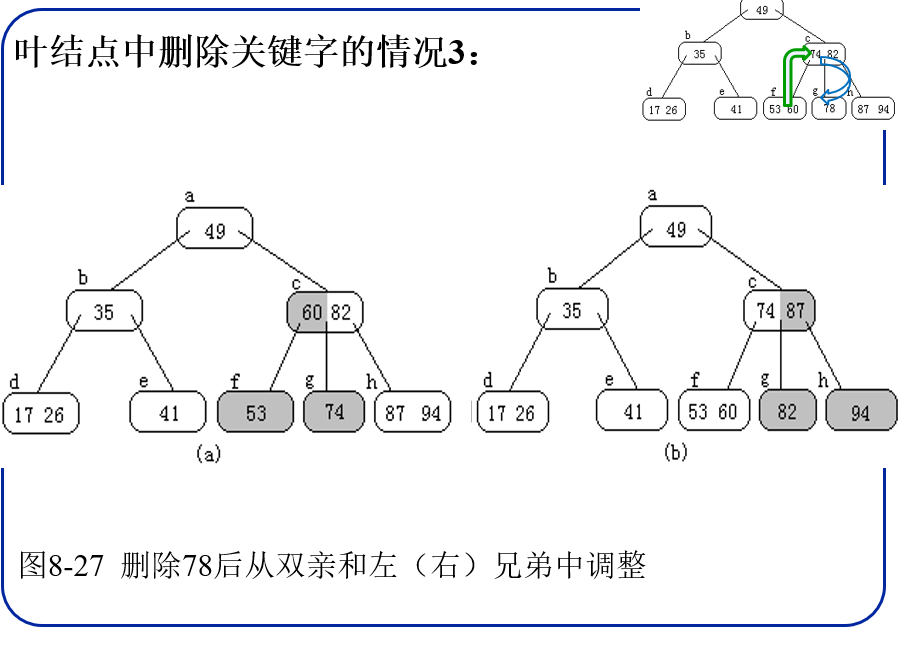 叶结点中删除关键字的情况3：
49
b
35
c
74 82
d
17 26
e
41
f
53 60
g
78
h
87 94
a
49
b
35
c
60 82
d
17 26
e
41
f
53
g
74
h
87 94
(a)
a
49
b
35
c
74 87
d
17 26
e
41
f
53 60
g
82
h
94
(b)
图8-27 删除78后从双亲和左（右）兄弟中调整